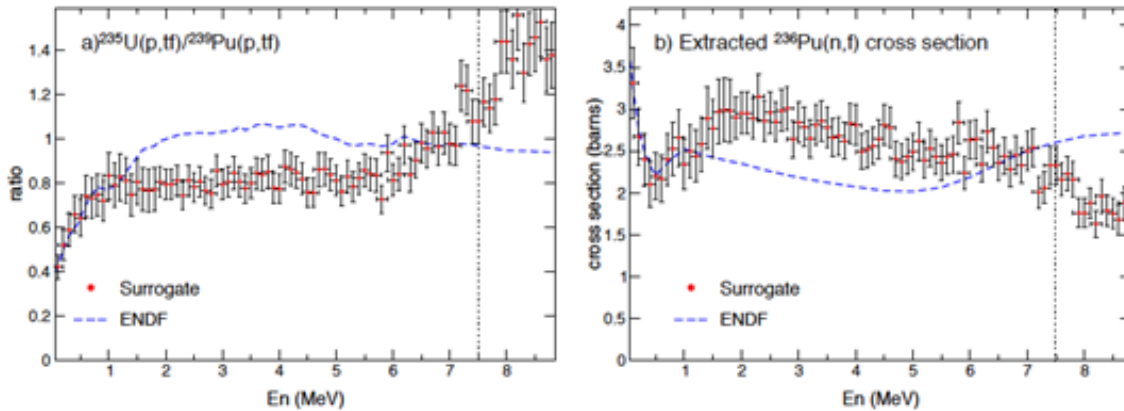 a) ²³⁵U(p,tf)/²³⁹Pu(p,tf)
ratio
1.4
1.2
1
0.8
0.6
0.4
0.2
0
Surrogate
ENDF
1 2 3 4 5 6 7 8
En (MeV)
b) Extracted ²³⁶Pu(n,f) cross section
cross section (barns)
4
3.5
3
2.5
2
1.5
1
0.5
0
Surrogate
ENDF
1 2 3 4 5 6 7 8
En (MeV)